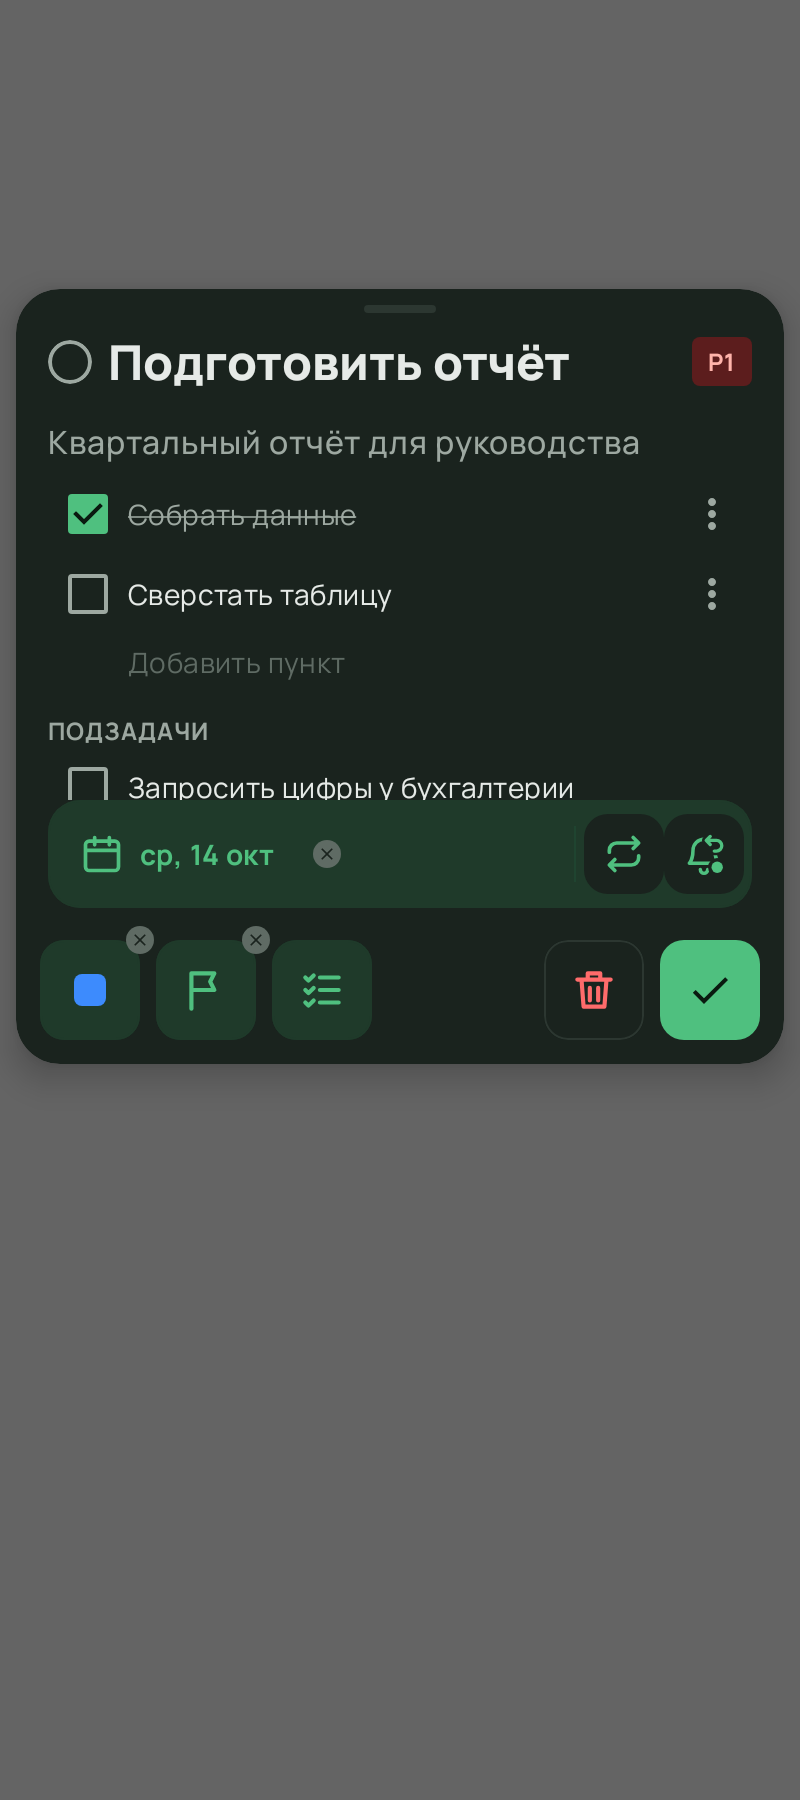 Подготовить отчёт
P1
Квартальный отчёт для руководства
Собрать данные
Сверстать таблицу
Добавить пункт
ПОДЗАДАЧИ
Запросить цифры у бухгалтерии
ср, 14 окт